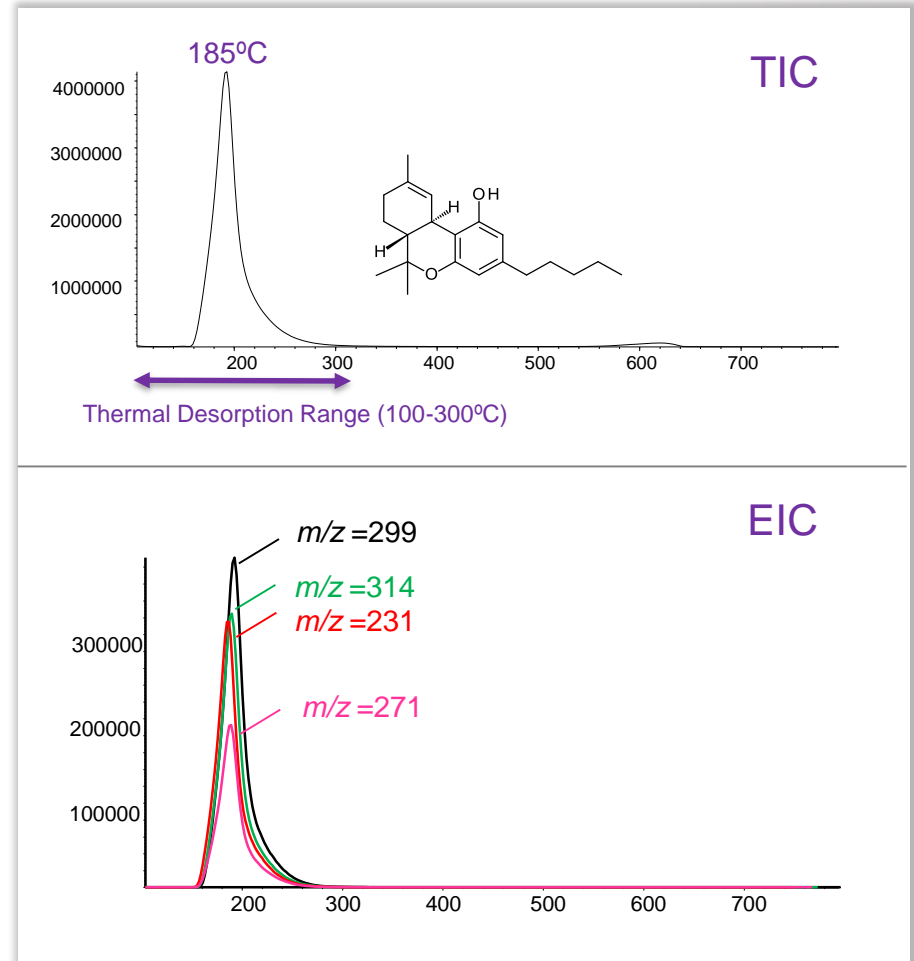 185ºC
TIC
4000000
3000000
2000000
1000000
OH
H
H
O
200 300 400 500 600 700
Thermal Desorption Range (100-300ºC)
EIC
m/z =299
m/z =314
m/z =231
300000
m/z =271
200000
100000
200 300 400 500 600 700